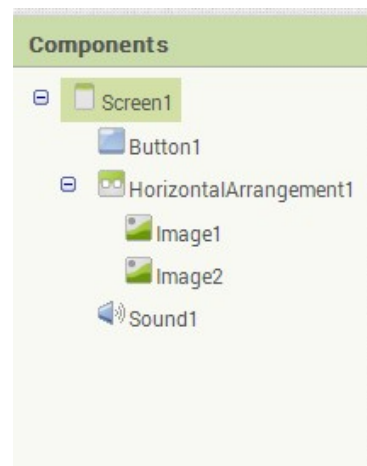 Components
Screen1
Button1
HorizontalArrangement1
Image1
Image2
Sound1